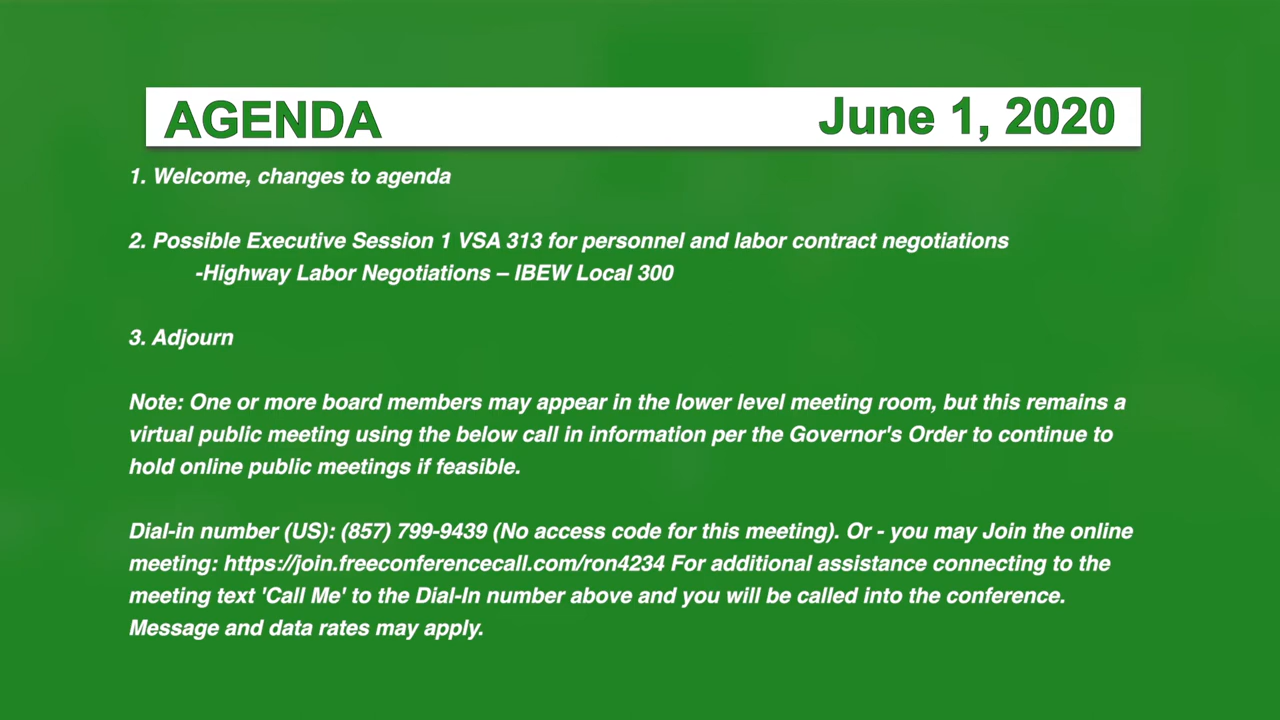 AGENDA June 1, 2020
1. Welcome, changes to agenda
2. Possible Executive Session 1 VSA 313 for personnel and labor contract negotiations
-Highway Labor Negotiations – IBEW Local 300
3. Adjourn
Note: One or more board members may appear in the lower level meeting room, but this remains a
virtual public meeting using the below call in information per the Governor's Order to continue to
hold online public meetings if feasible.
Dial-in number (US): (857) 799-9439 (No access code for this meeting). Or - you may Join the online
meeting: https://join.freeconferencecall.com/ron4234 For additional assistance connecting to the
meeting text 'Call Me' to the Dial-In number above and you will be called into the conference.
Message and data rates may apply.